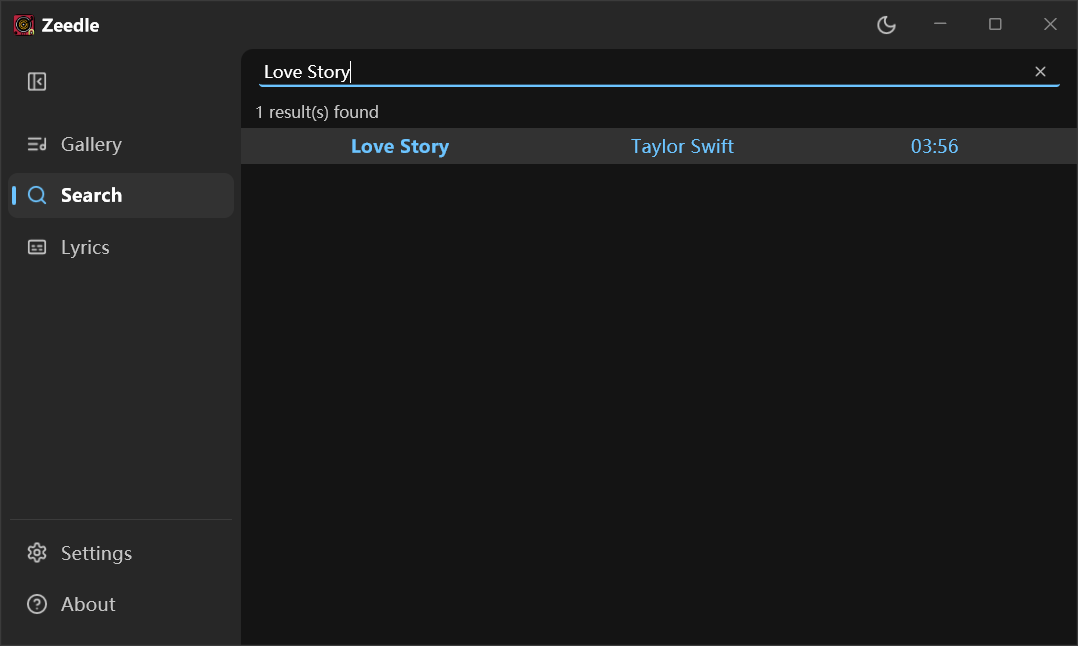 Zeedle
Love Story
1 result(s) found
Gallery
Love Story Taylor Swift 03:56
Search
Lyrics
Settings
About